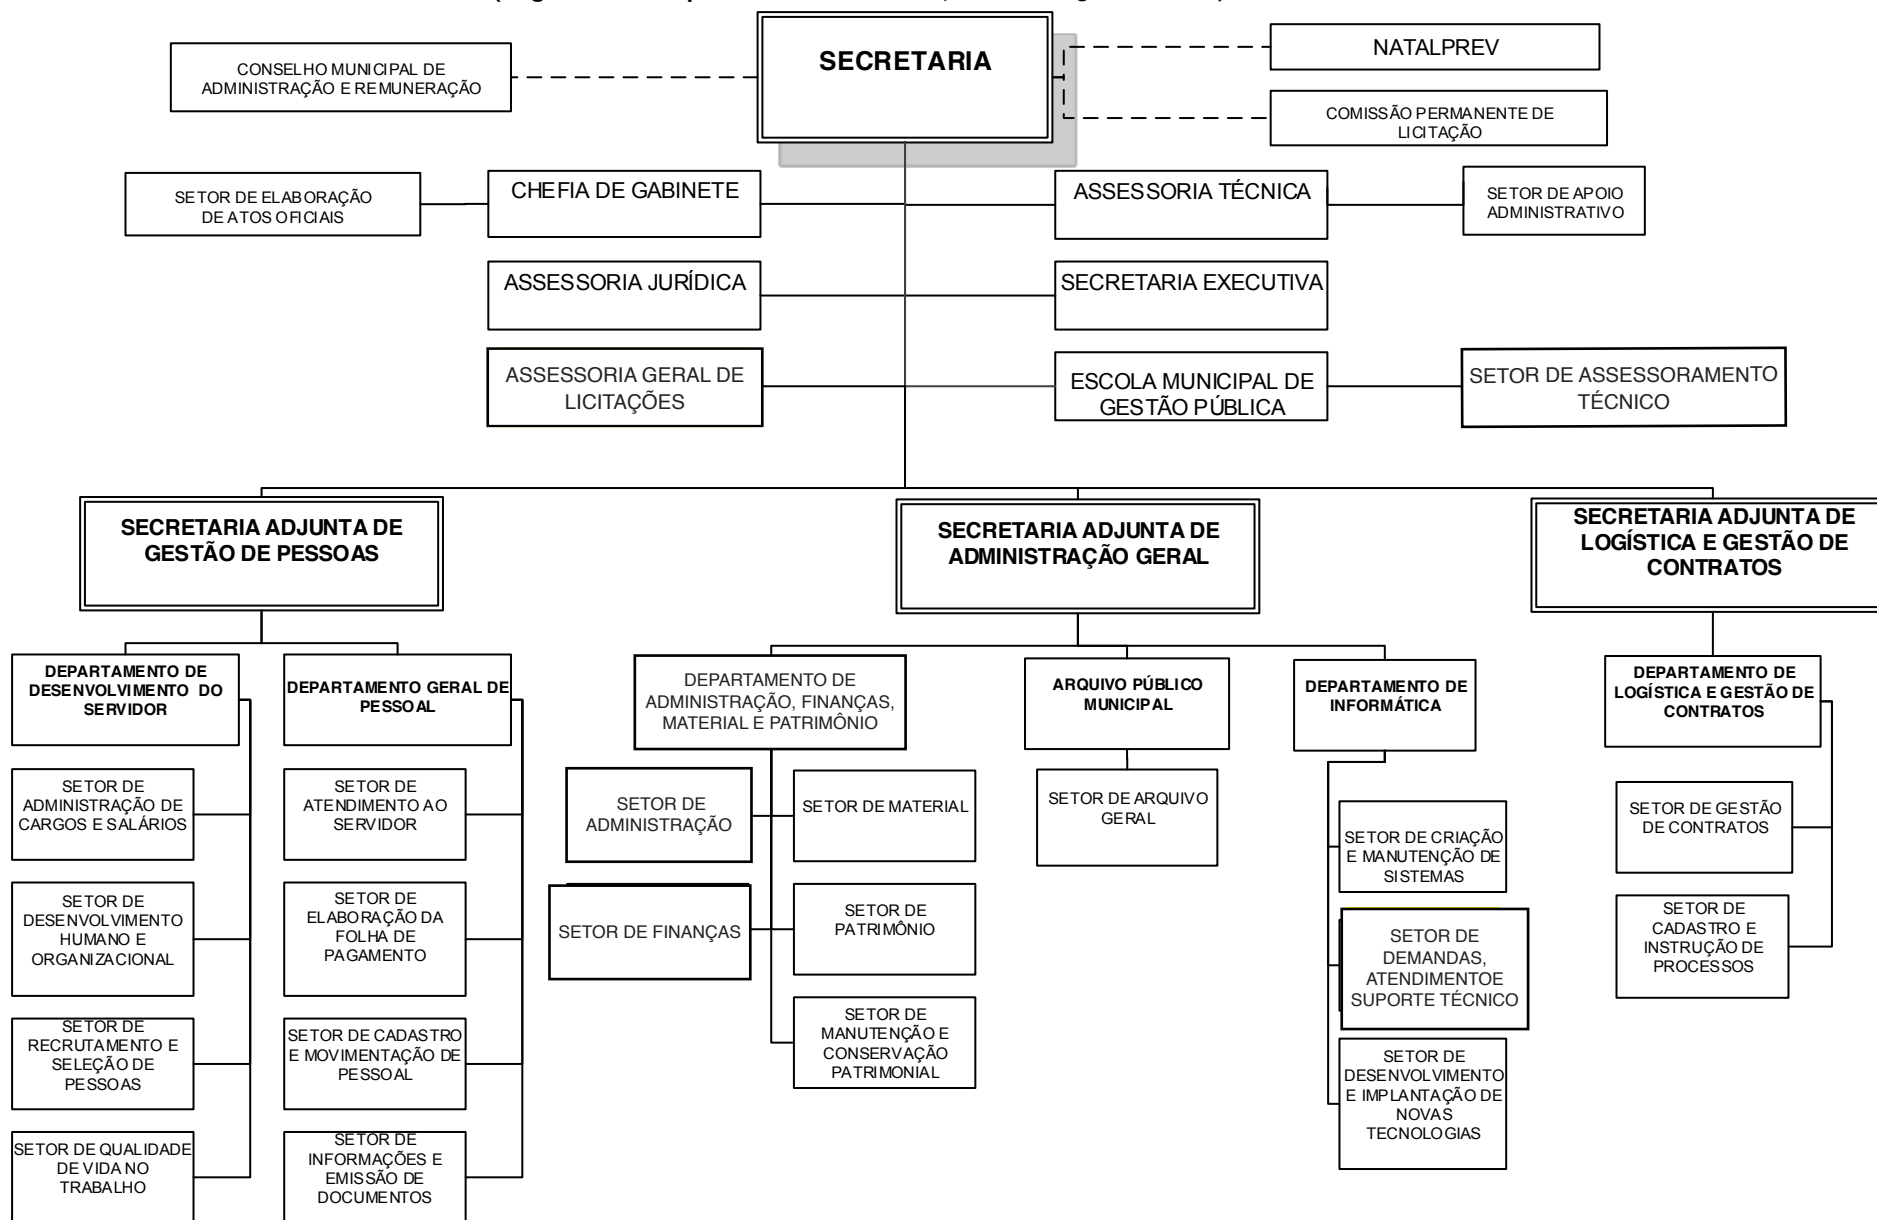 SECRETARIA
CONSELHO MUNICIPAL DE
ADMINISTRAÇÃO E REMUNERAÇÃO
NATALPREV
COMISSÃO PERMANENTE DE
LICITAÇÃO
SETOR DE ELABORAÇÃO
DE ATOS OFICIAIS
CHEFIA DE GABINETE
ASSESSORIA TÉCNICA
SETOR DE APOIO
ADMINISTRATIVO
ASSESSORIA JURÍDICA
SECRETARIA EXECUTIVA
ASSESSORIA GERAL DE
LICITAÇÕES
ESCOLA MUNICIPAL DE
GESTÃO PÚBLICA
SETOR DE ASSESSORAMENTO
TÉCNICO
SECRETARIA ADJUNTA DE
GESTÃO DE PESSOAS
SECRETARIA ADJUNTA DE
ADMINISTRAÇÃO GERAL
SECRETARIA ADJUNTA DE
LOGÍSTICA E GESTÃO DE
CONTRATOS
DEPARTAMENTO DE
DESENVOLVIMENTO DO
SERVIDOR
DEPARTAMENTO GERAL DE
PESSOAL
DEPARTAMENTO DE
ADMINISTRAÇÃO, FINANÇAS,
MATERIAL E PATRIMÔNIO
ARQUIVO PÚBLICO
MUNICIPAL
DEPARTAMENTO DE
INFORMÁTICA
DEPARTAMENTO DE
LOGÍSTICA E GESTÃO DE
CONTRATOS
SETOR DE
ADMINISTRAÇÃO DE
CARGOS E SALÁRIOS
SETOR DE
ATENDIMENTO AO
SERVIDOR
SETOR DE
ADMINISTRAÇÃO
SETOR DE MATERIAL
SETOR DE ARQUIVO
GERAL
SETOR DE CRIAÇÃO
E MANUTENÇÃO DE
SISTEMAS
SETOR DE GESTÃO
DE CONTRATOS
SETOR DE
DESENVOLVIMENTO
HUMANO E
ORGANIZACIONAL
SETOR DE
ELABORAÇÃO DA
FOLHA DE
PAGAMENTO
SETOR DE FINANÇAS
SETOR DE
PATRIMÔNIO
SETOR DE
DEMANDAS,
ATENDIMENTOE
SUPORTE TÉCNICO
SETOR DE
CADASTRO E
INSTRUÇÃO DE
PROCESSOS
SETOR DE
RECRUTAMENTO E
SELEÇÃO DE
PESSOAS
SETOR DE CADASTRO
E MOVIMENTAÇÃO DE
PESSOAL
SETOR DE
MANUTENÇÃO E
CONSERVAÇÃO
PATRIMONIAL
SETOR DE
DESENVOLVIMENTO
E IMPLANTAÇÃO DE
NOVAS
TECNOLOGIAS
SETOR DE QUALIDADE
DE VIDA NO
TRABALHO
SETOR DE
INFORMAÇÕES E
EMISSÃO DE
DOCUMENTOS